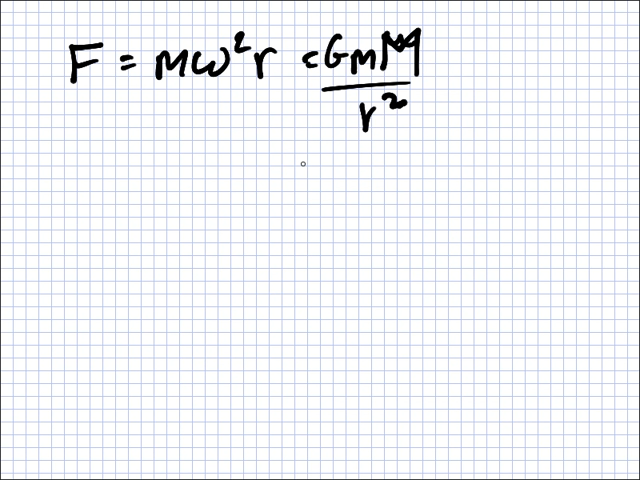 F = mω²r = GmM/r²